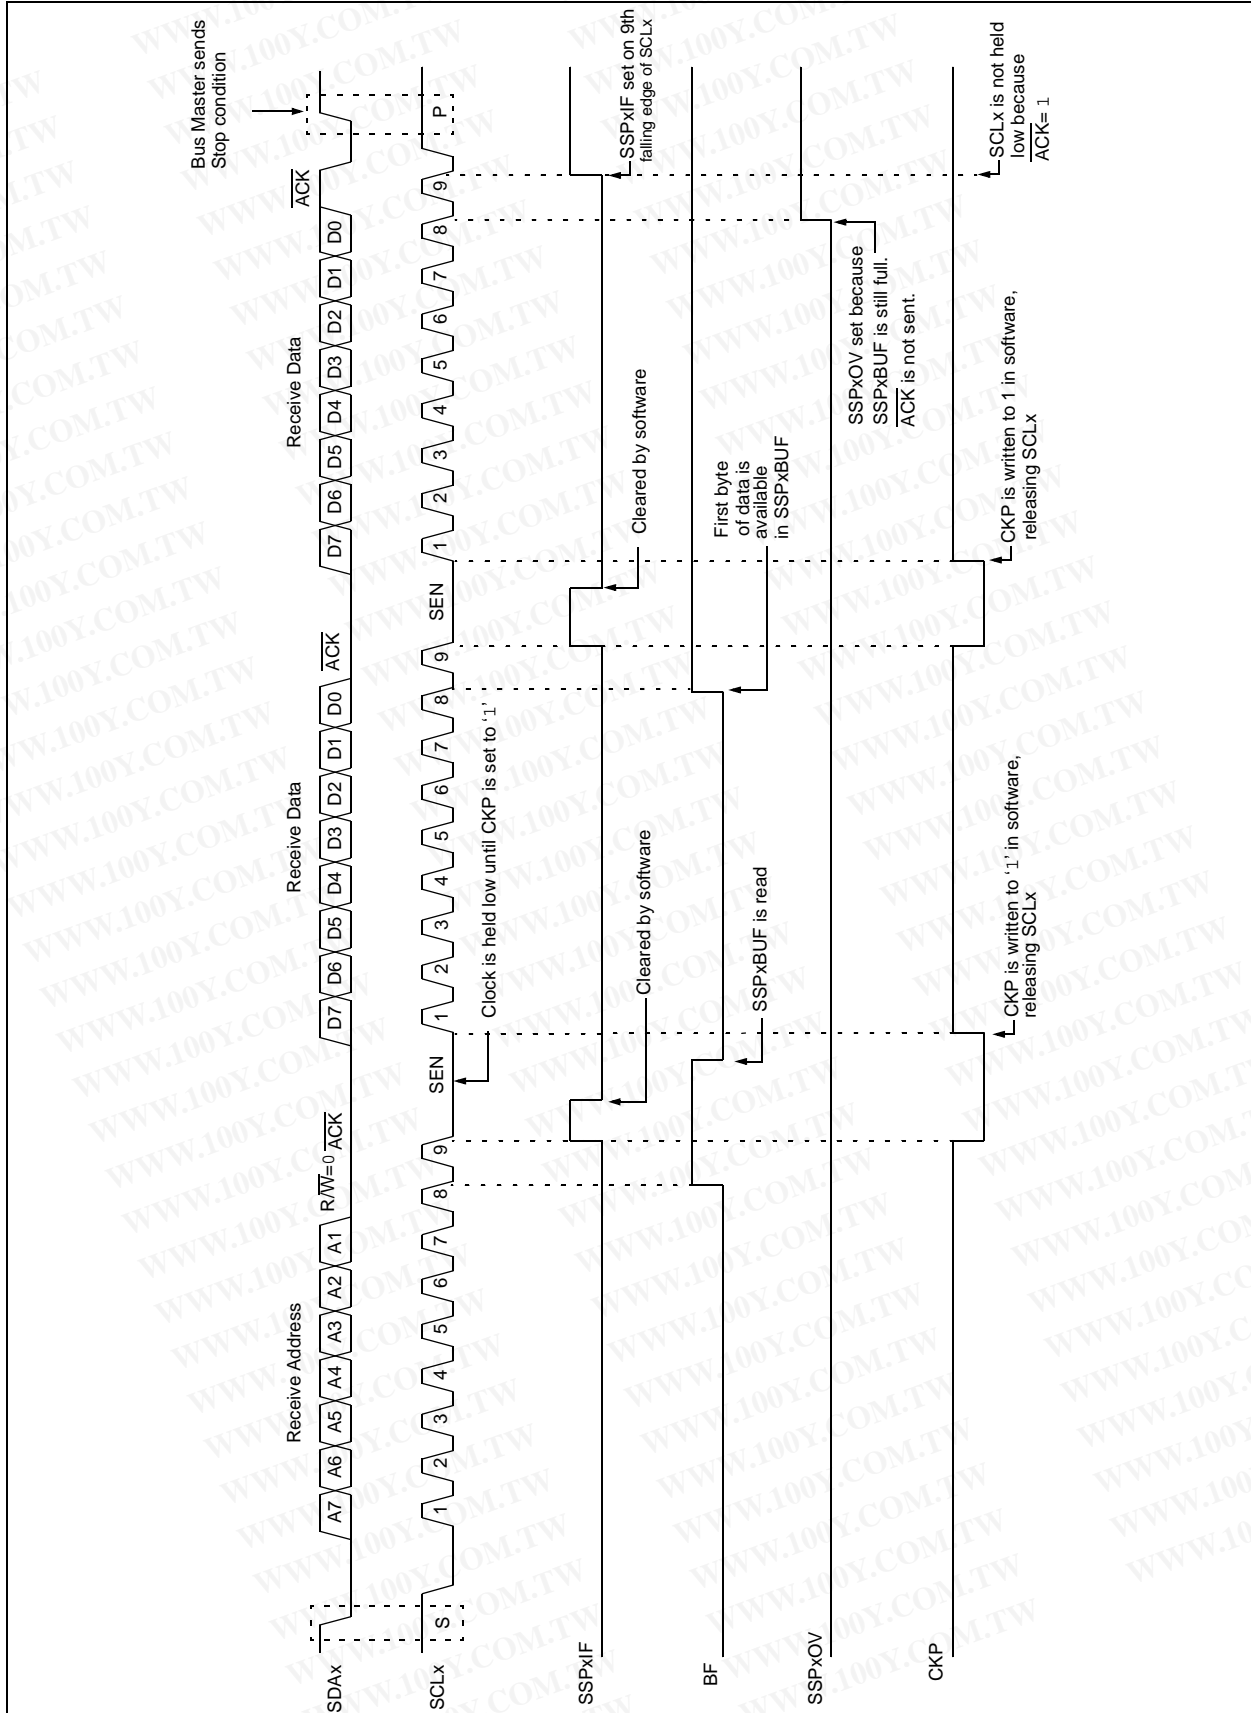 Bus Master sends
Stop condition
SDAx
S
Receive Address
A7 A6 A5 A4 A3 A2 A1 R/W=0 ACK
Receive Data
D7 D6 D5 D4 D3 D2 D1 D0 ACK
Receive Data
D7 D6 D5 D4 D3 D2 D1 D0 ACK
SCLx
1 2 3 4 5 6 7 8 9 SEN 1 2 3 4 5 6 7 8 9 SEN 1 2 3 4 5 6 7 8 9 P
Clock is held low until CKP is set to ‘1’
SSPxIF
Cleared by software
Cleared by software
SSPxIF set on 9th
falling edge of SCLx
BF
SSPxBUF is read
First byte
of data is
available
in SSPxBUF
SSPxOV
SSPxOV set because
SSPxBUF is still full.
ACK is not sent.
CKP
CKP is written to ‘1’ in software,
releasing SCLx
CKP is written to 1 in software,
releasing SCLx
SCLx is not held
low because
ACK= 1
WWW.100Y.COM.TW